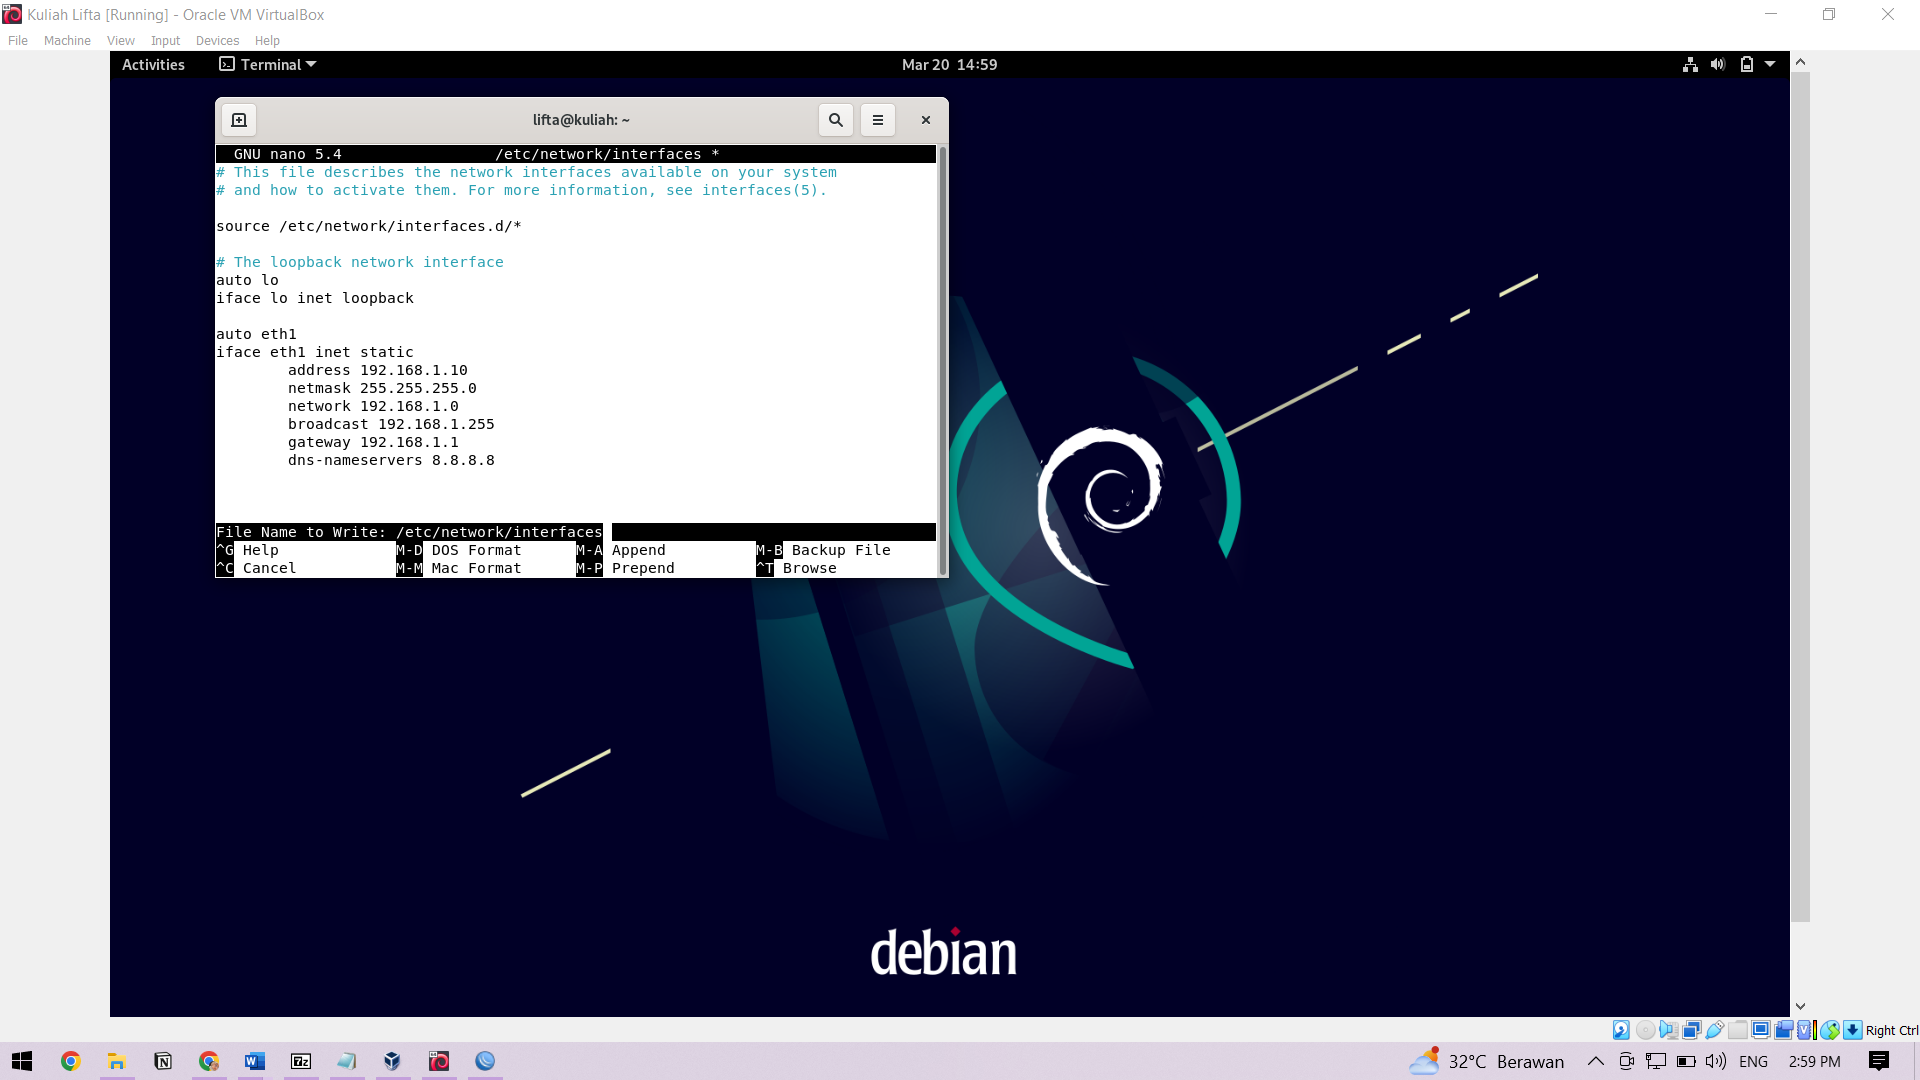 Kuliah Lifta [Running] - Oracle VM VirtualBox
File Machine View Input Devices Help
Activities Terminal Mar 20 14:59
lifta@kuliah: ~
GNU nano 5.4 /etc/network/interfaces *
# This file describes the network interfaces available on your system
# and how to activate them. For more information, see interfaces(5).
source /etc/network/interfaces.d/*
# The loopback network interface
auto lo
iface lo inet loopback
auto eth1
iface eth1 inet static
address 192.168.1.10
netmask 255.255.255.0
network 192.168.1.0
broadcast 192.168.1.255
gateway 192.168.1.1
dns-nameservers 8.8.8.8
File Name to Write: /etc/network/interfaces
^G Help M-D DOS Format M-A Append M-B Backup File
^C Cancel M-M Mac Format M-P Prepend ^T Browse
debian
Right Ctrl
32°C Berawan ENG 2:59 PM